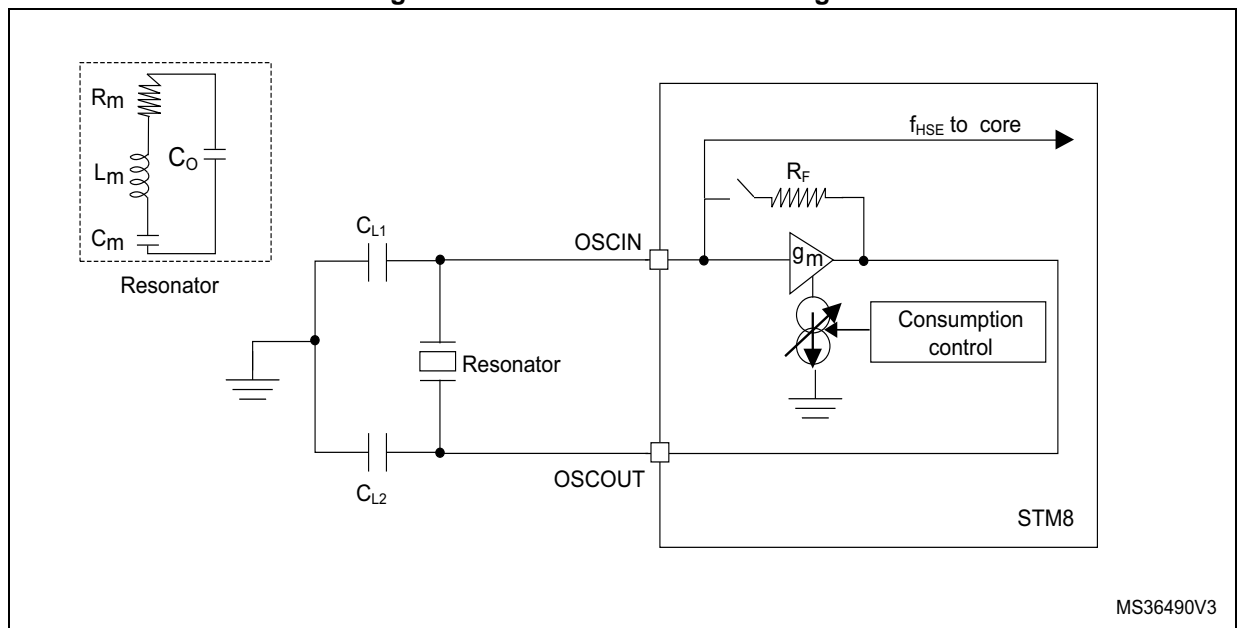 Rm
Lm
Cm
CO
Resonator
CL1
CL2
Resonator
OSCIN
OSCOUT
fHSE to core
RF
gm
Consumption
control
STM8
MS36490V3